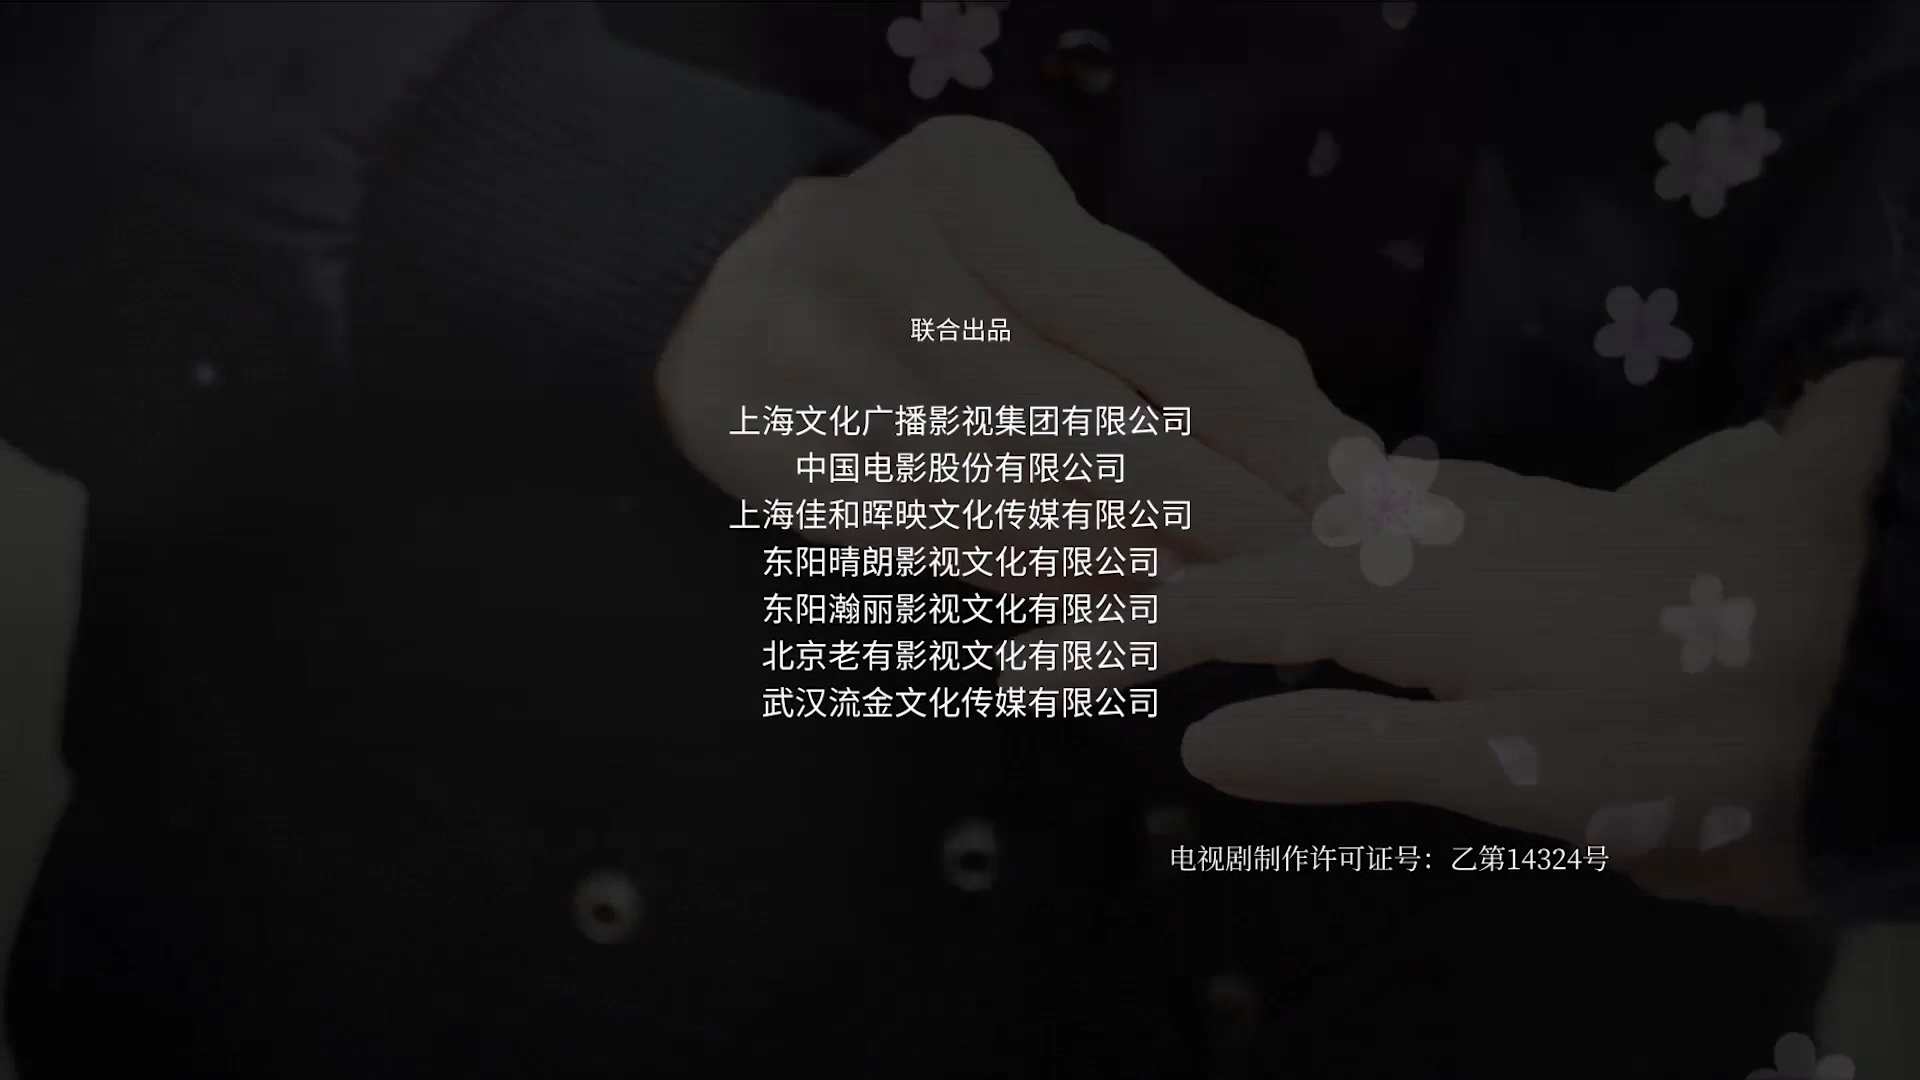 联合出品
上海文化广播影视集团有限公司
中国电影股份有限公司
上海佳和晖映文化传媒有限公司
东阳晴朗影视文化有限公司
东阳瀚丽影视文化有限公司
北京老有影视文化有限公司
武汉流金文化传媒有限公司
电视剧制作许可证号：乙第14324号